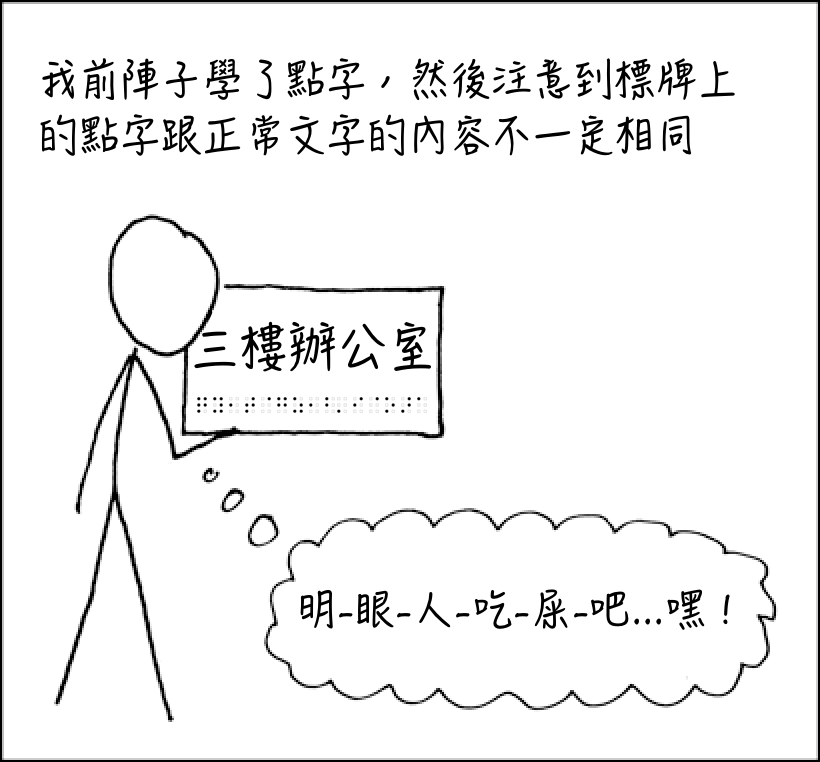 我前陣子學了點字，然後注意到標牌上
的點字跟正常文字的內容不一定相同
三樓辦公室
明-眼-人-吃-屎-吧...嘿！